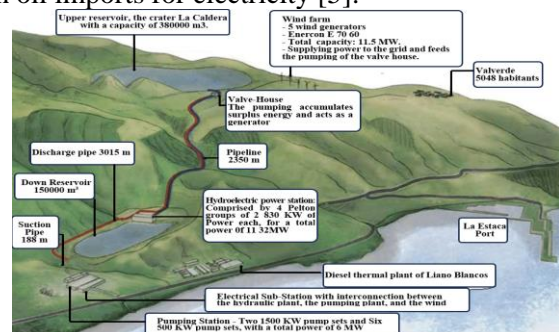 on imports for electricity [5].
Upper reservoir, the crater La Caldera
with a capacity of 380000 m3.
Wind farm
- 5 wind generators
- Enercon E 70 60
- Total capacity: 11.5 MW.
- Supplying power to the grid and feeds
the pumping of the valve house.
Valverde
5048 habitants
Valve-House
The pumping accumulates
surplus energy and acts as a
generator
Discharge pipe 3015 m
Pipeline
2350 m
Down Reservoir
150000 m³
Hydroelectric power station:
Comprised by 4 Pelton
groups of 2 830 KW of
Power each, for a total
power 0f 11 32MW
Suction
Pipe
188 m
La Estaca
Port
Diesel thermal plant of Liano Blancos
Electrical Sub-Station with interconnection between
the hydraulic plant, the pumping plant, and the wind
Pumping Station - Two 1500 KW pump sets and Six
500 KW pump sets, with a total power of 6 MW